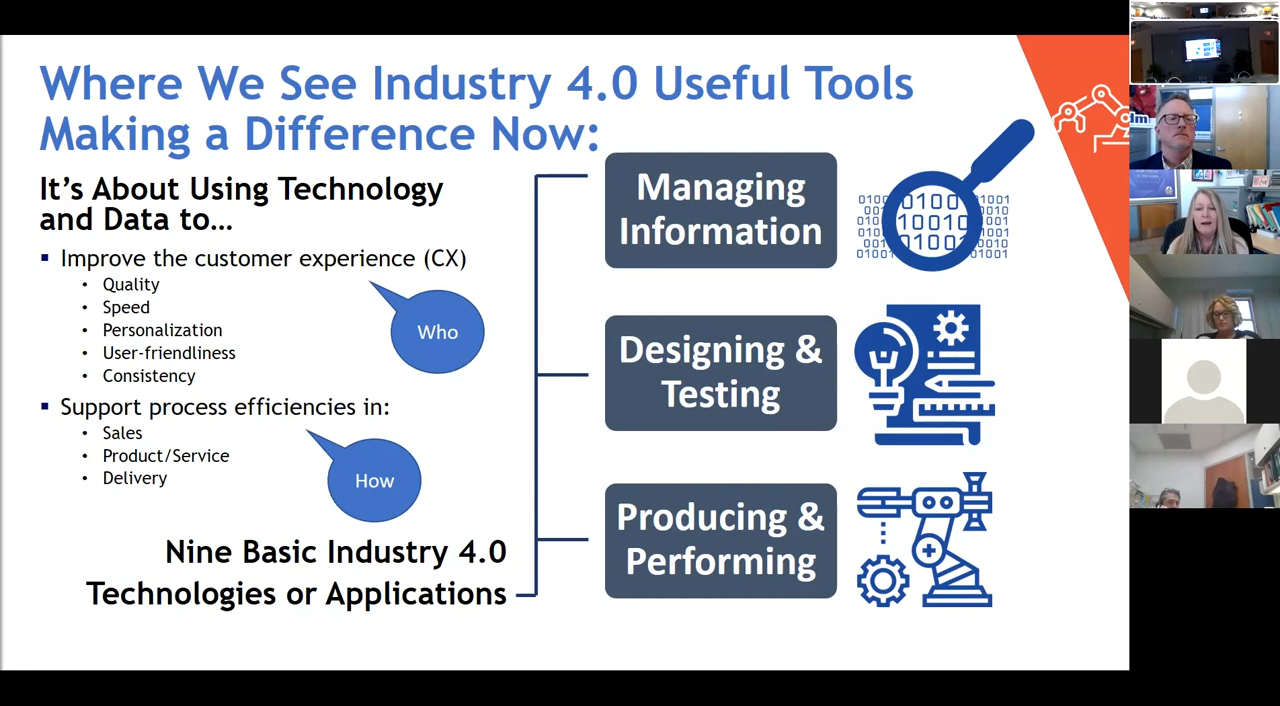 Where We See Industry 4.0 Useful Tools
Making a Difference Now:
It's About Using Technology
and Data to…
Improve the customer experience (CX)
Quality
Speed
Personalization
User-friendliness
Consistency
Who
Support process efficiencies in:
Sales
Product/Service
Delivery
How
Nine Basic Industry 4.0
Technologies or Applications
Managing
Information
Designing &
Testing
Producing &
Performing